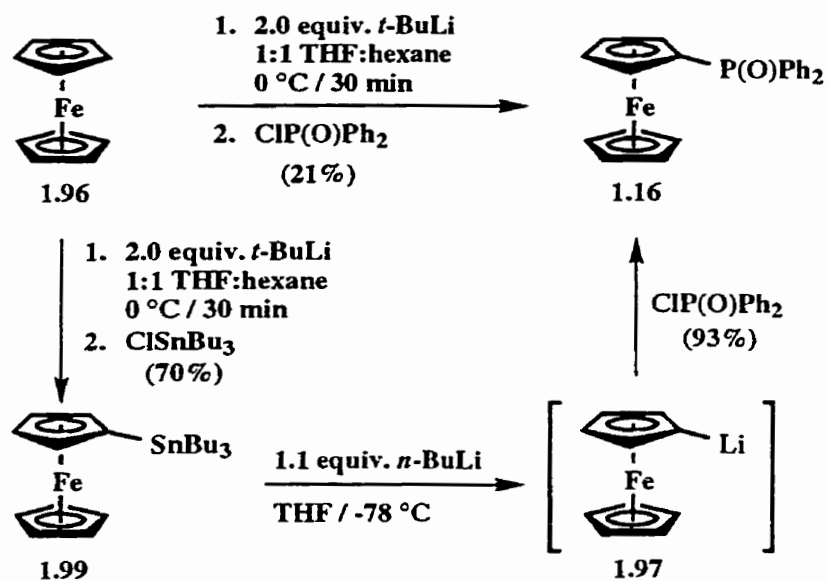 1. 2.0 equiv. t-BuLi
1:1 THF:hexane
0 °C / 30 min
2. ClP(O)Ph2
(21%)
Fe
1.96
Fe
P(O)Ph2
1.16
1. 2.0 equiv. t-BuLi
1:1 THF:hexane
0 °C / 30 min
2. ClSnBu3
(70%)
ClP(O)Ph2
(93%)
SnBu3
Fe
1.99
1.1 equiv. n-BuLi
THF / -78 °C
Li
Fe
1.97